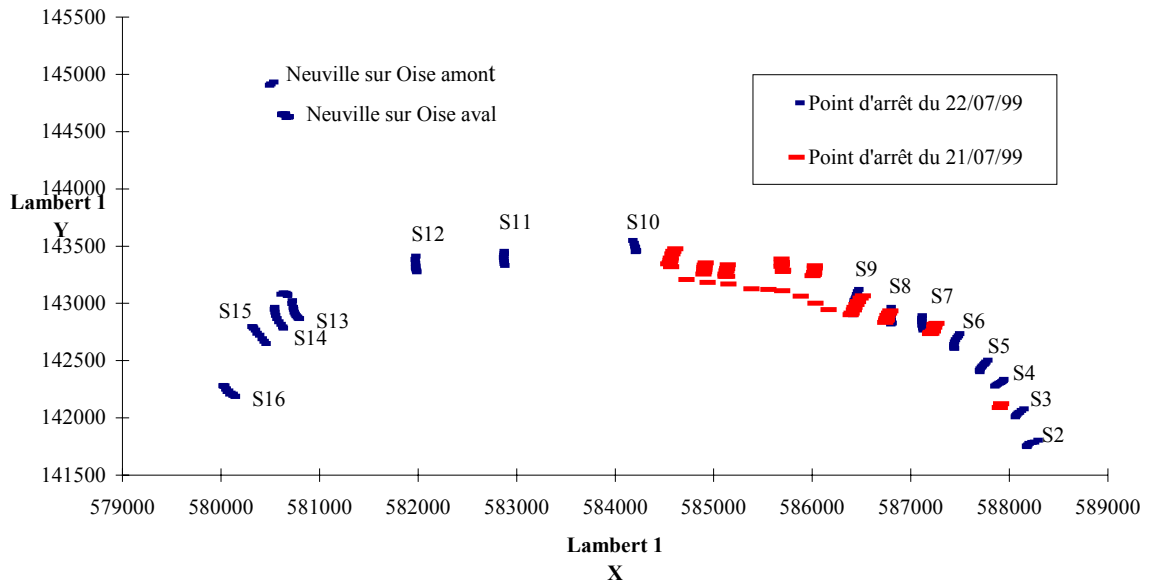 145500
145000
144500
144000
143500
143000
142500
142000
141500
Lambert 1
Y
Neuville sur Oise amont
Neuville sur Oise aval
Point d'arrêt du 22/07/99
Point d'arrêt du 21/07/99
S12
S11
S10
S9
S8
S7
S6
S5
S4
S3
S2
S15
S13
S14
S16
579000
580000
581000
582000
583000
584000
585000
586000
587000
588000
589000
Lambert 1
X